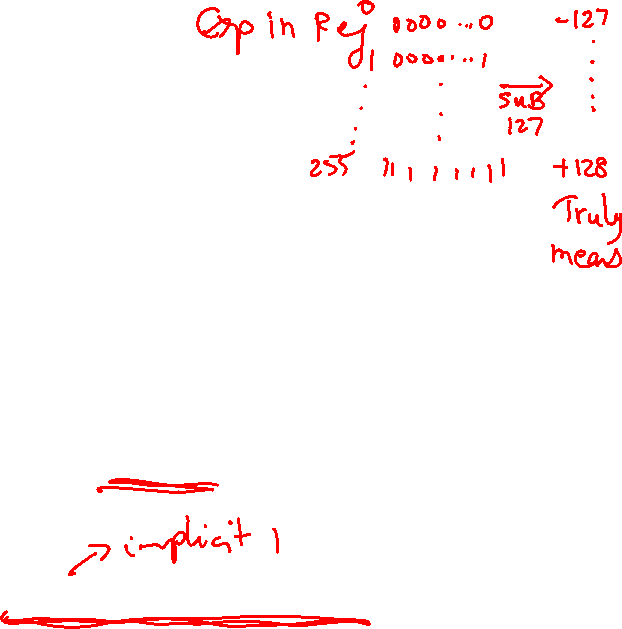 Exp in Reg 0 0000...0 -127
1 0000...1
SUB
127
255 11111111 +128
Truly
means
implicit 1